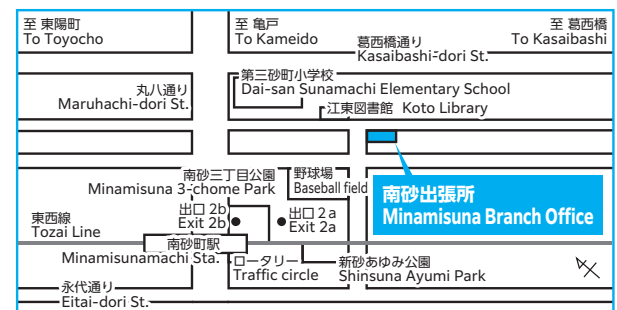 至 東陽町
To Toyocho
至 亀戸
To Kameido
至 葛西橋
To Kasaibashi
葛西橋通り
Kasaibashi-dori St.
丸八通り
Maruhachi-dori St.
第三砂町小学校
Dai-san Sunamachi Elementary School
江東図書館 Koto Library
南砂三丁目公園
Minamisuna 3-chome Park
野球場
Baseball field
南砂出張所
Minamisuna Branch Office
東西線
Tozai Line
出口 2b
Exit 2b
出口 2a
Exit 2a
南砂町駅
Minamisunamachi Sta.
ロータリー
Traffic circle
新砂あゆみ公園
Shinsuna Ayumi Park
永代通り
Eitai-dori St.